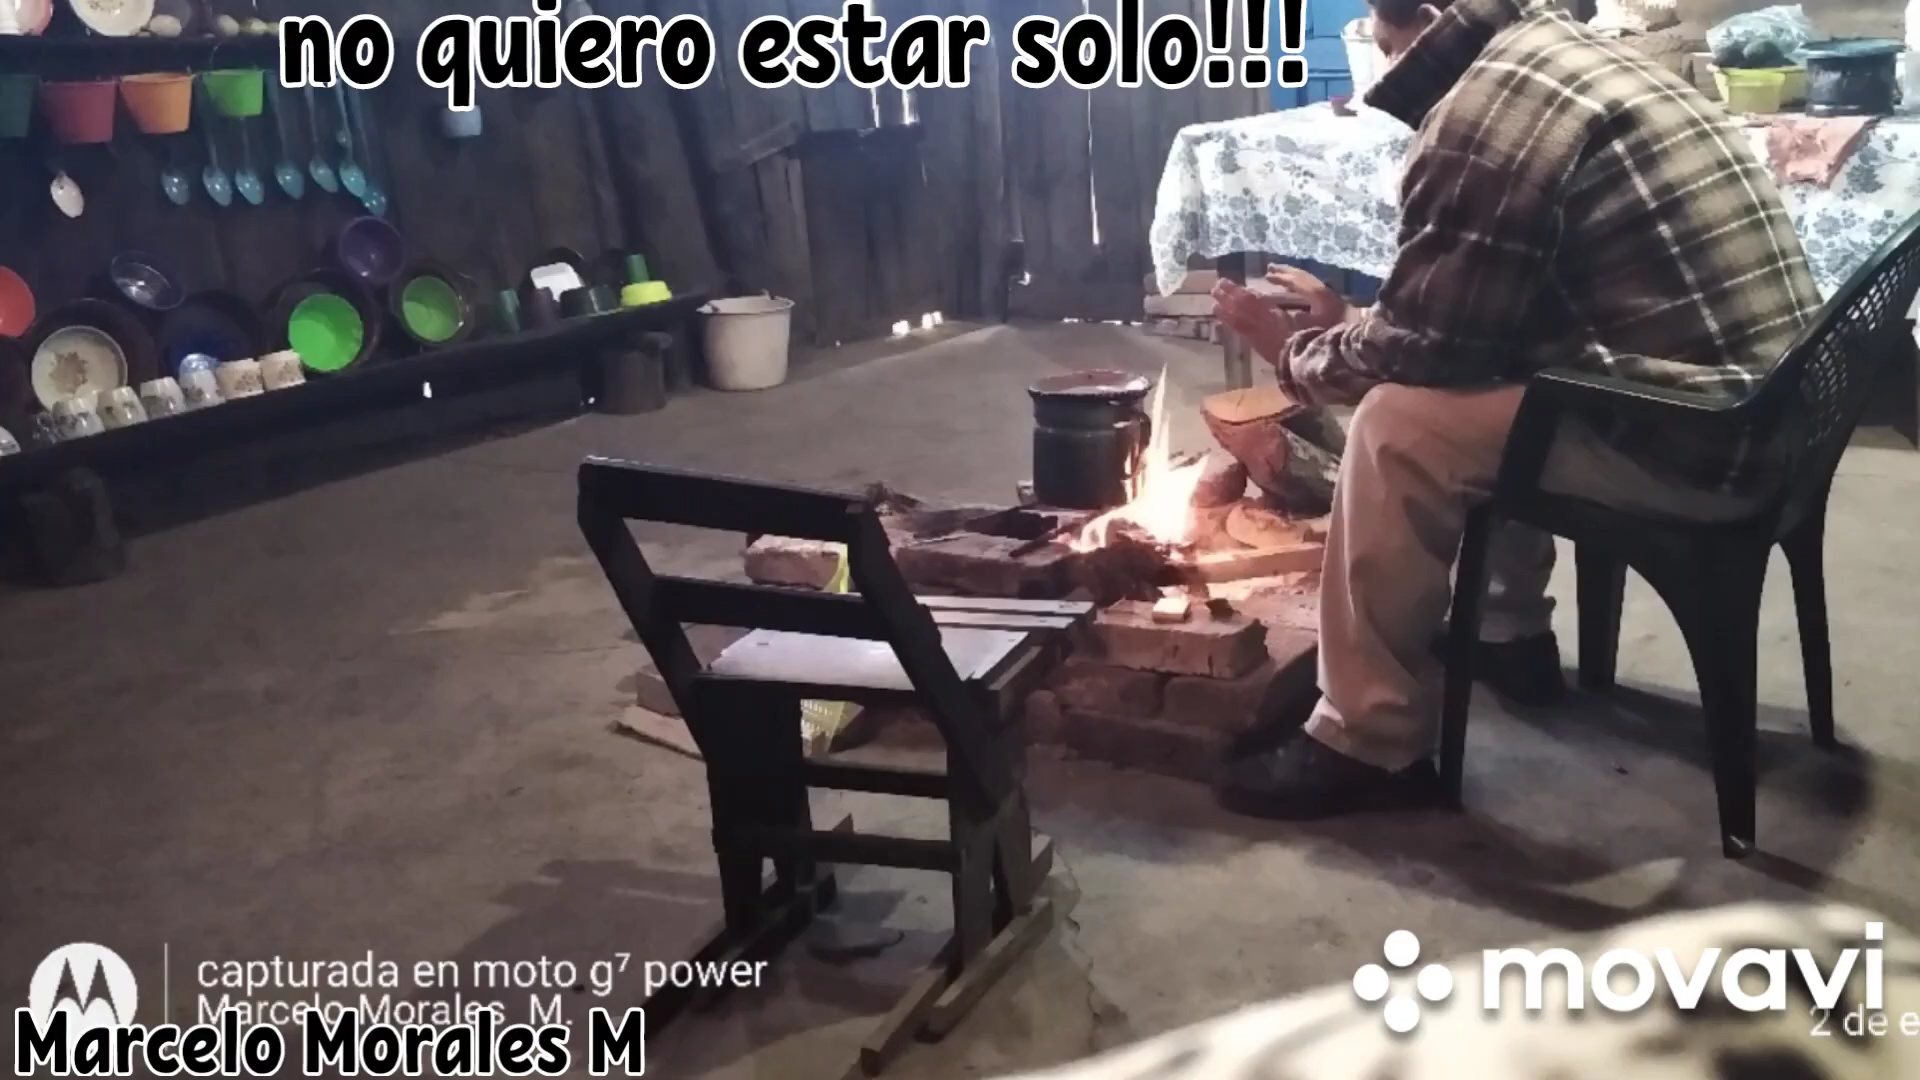 no quiero estar solo!!!
capturada en moto g⁷ power
Marcelo Morales M.
movavi
2 de e
Marcelo Morales M